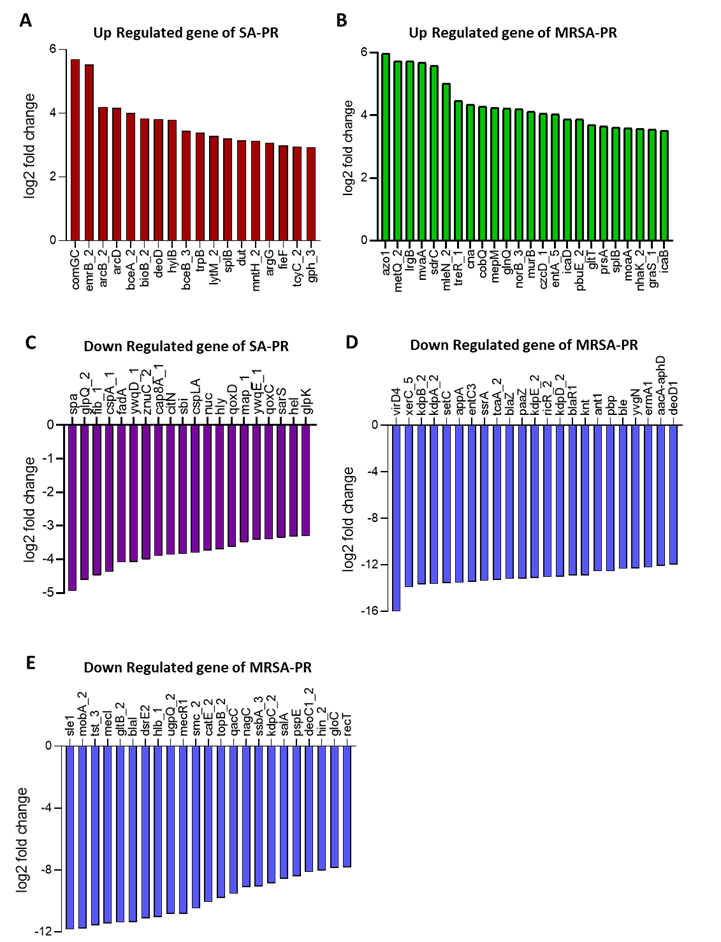 A
Up Regulated gene of SA-PR
log2 fold change
6
4
2
0
comGC
emrB_2
arcB_2
arcD
bceA_2
bioB_2
deoD
hylB
bceB_3
trpB
lytM_2
splB
dut
mntH_2
argG
fieF
tcyC_2
gph_3
B
Up Regulated gene of MRSA-PR
log2 fold change
6
4
2
0
azo1
metQ_2
lrgB
mvaA
sdrC
mleN_2
treR_1
cna
cobQ
mepM
glnQ
norB_3
murB
czcD_1
entA_5
icaD
pbuE_2
gltT
prsA
splB
moaA
nhaK_2
graS_1
icaB
C
Down Regulated gene of SA-PR
spa
glpQ_2
fib_1
cspA_1
fadA
ywqD_1
znuC_2
cap8A_1
citN
sbi
cspLA
nuc
hly
qoxD
map_1
ywqE_1
qoxC
sarS
hel
glpK
log2 fold change
0
-1
-2
-3
-4
-5
D
Down Regulated gene of MRSA-PR
virD4
xerC_5
kdpB_2
kdpA_2
selC
appA
entC3
ssrA
tcaA_2
blaZ
paaZ
kdpE_2
ricR_2
kdpD_2
blaR1
knt
ant1
pbp
ble
yvgN
ermA1
aacA-aphD
deoD1
log2 fold change
0
-4
-8
-12
-16
E
Down Regulated gene of MRSA-PR
sle1
mobA_2
tst_3
mecI
gltB_2
blaI
dsrE2
hlb_1
ugpQ_2
mecR1
smc_2
catE_2
topB_2
qacC
nagC
ssbA_3
kdpC_2
salA
pspE
deoC1_2
hin_2
gloC
recT
log2 fold change
0
-4
-8
-12